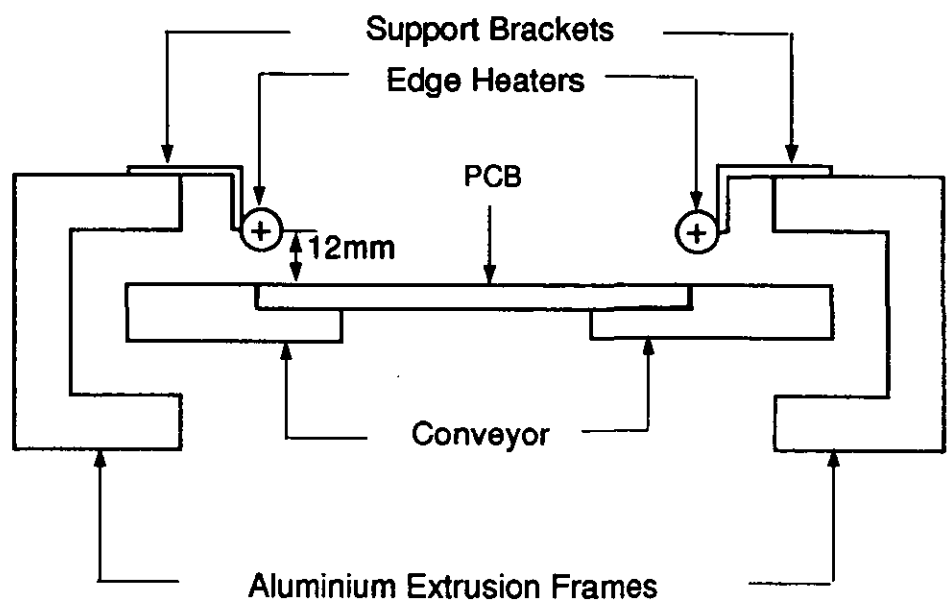 Support Brackets
Edge Heaters
PCB
12mm
Conveyor
Aluminium Extrusion Frames